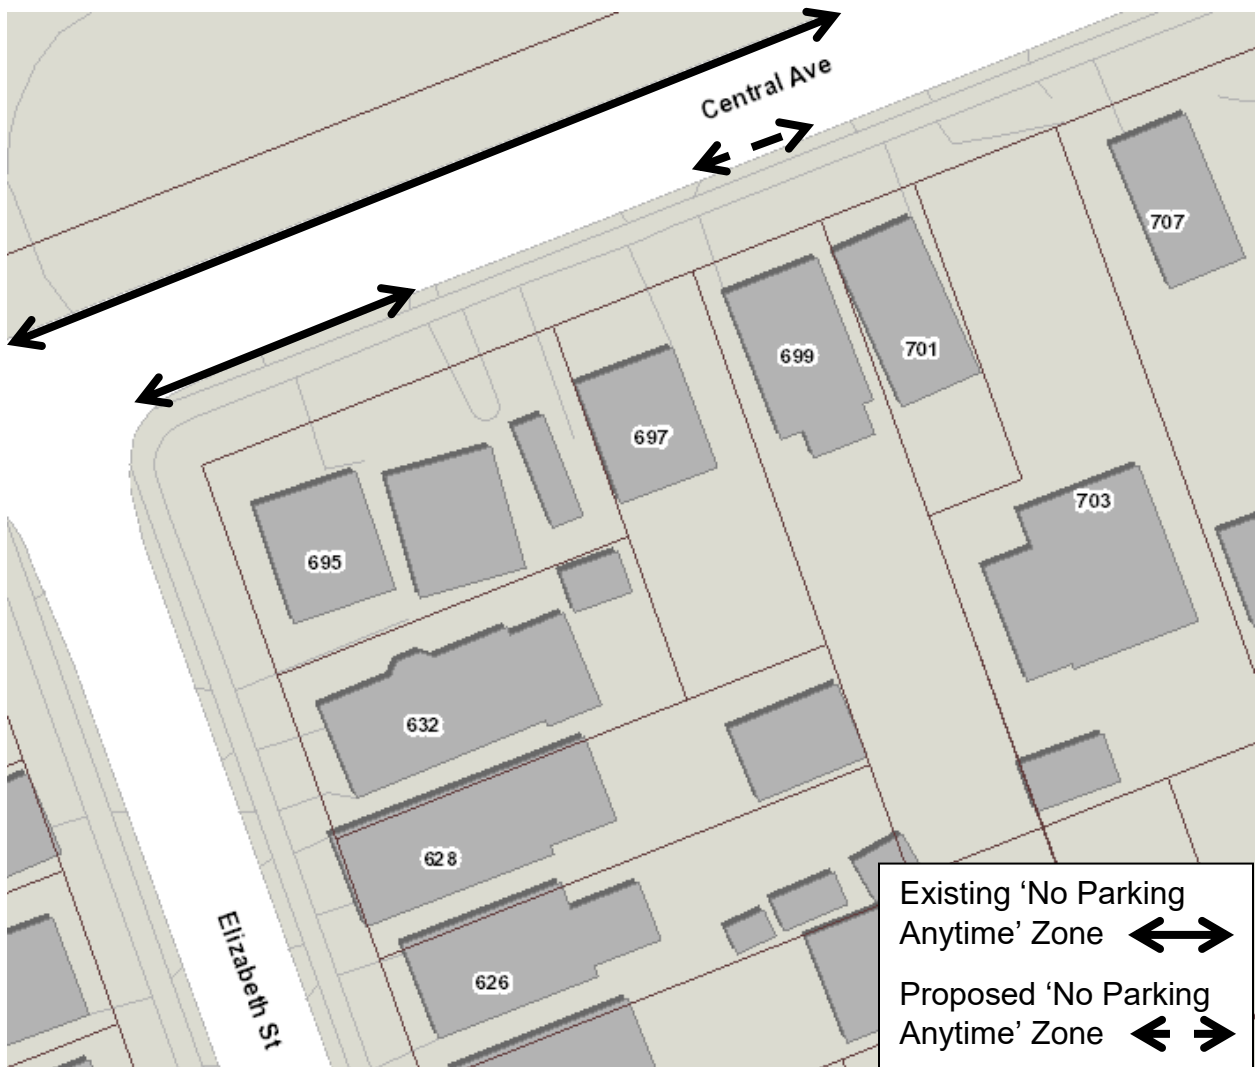 Central Ave
707
699
701
697
703
695
632
628
626
Elizabeth St
Existing ‘No Parking
Anytime’ Zone
Proposed ‘No Parking
Anytime’ Zone